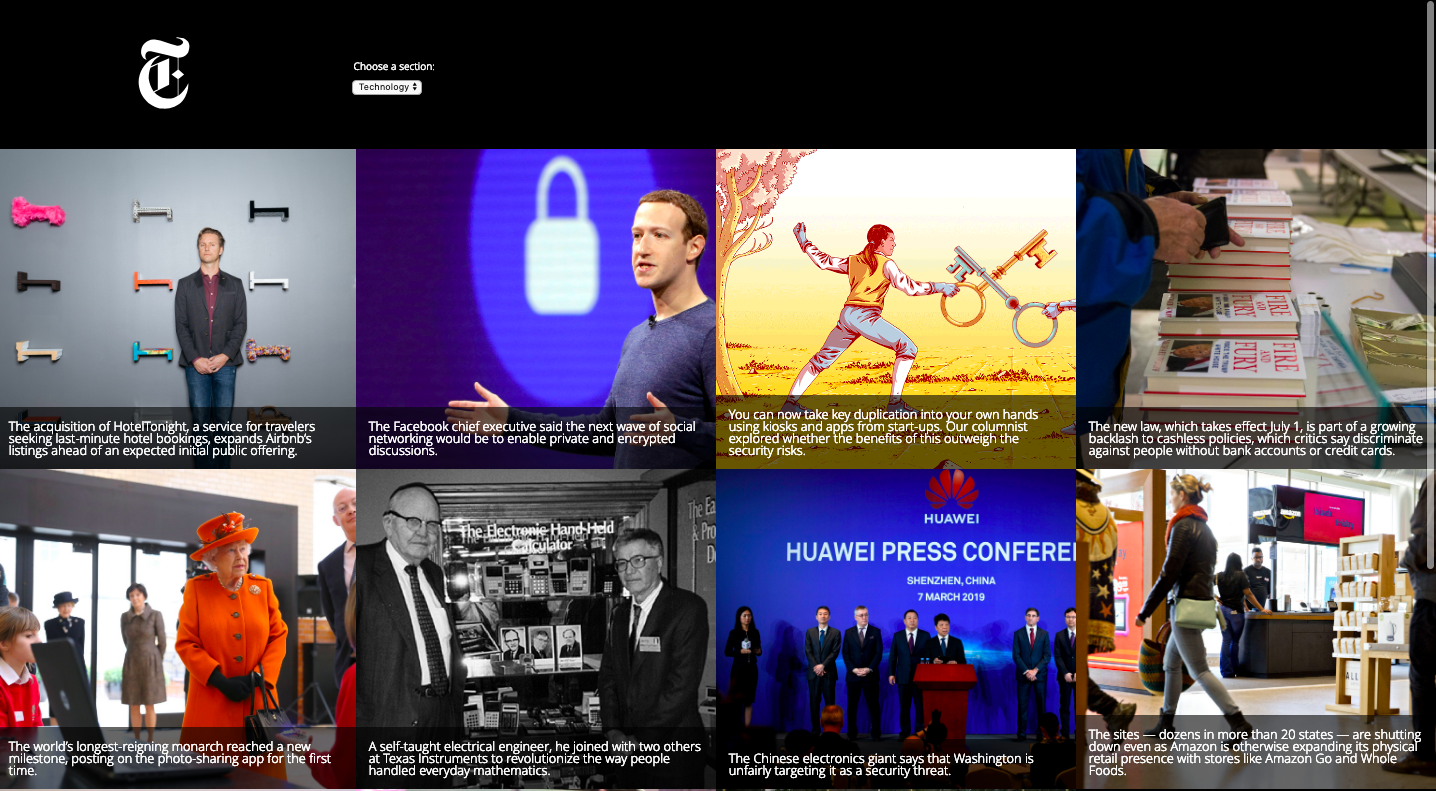 T
Choose a section:
Technology
The acquisition of HotelTonight, a service for travelers
seeking last-minute hotel bookings, expands Airbnb's
listings ahead of an expected initial public offering.
The Facebook chief executive said the next wave of social
networking would be to enable private and encrypted
discussions.
You can now take key duplication into your own hands
using kiosks and apps from start-ups. Our columnist
explored whether the benefits of this outweigh the
security risks.
FIRE
AND
FURY
FIRE
AND
FURY
The new law, which takes effect July 1, is part of a growing
backlash to cashless policies, which critics say discriminate
against people without bank accounts or credit cards.
The world's longest-reigning monarch reached a new
milestone, posting on the photo-sharing app for the first
time.
The Electronic Hand-Held
Calculator
A self-taught electrical engineer, he joined with two others
at Texas Instruments to revolutionize the way people
handled everyday mathematics.
HUAWEI
HUAWEI PRESS CONFEREN
SHENZHEN, CHINA
7 MARCH 2019
The Chinese electronics giant says that Washington is
unfairly targeting it as a security threat.
The sites — dozens in more than 20 states — are shutting
down even as Amazon is otherwise expanding its physical
retail presence with stores like Amazon Go and Whole
Foods.